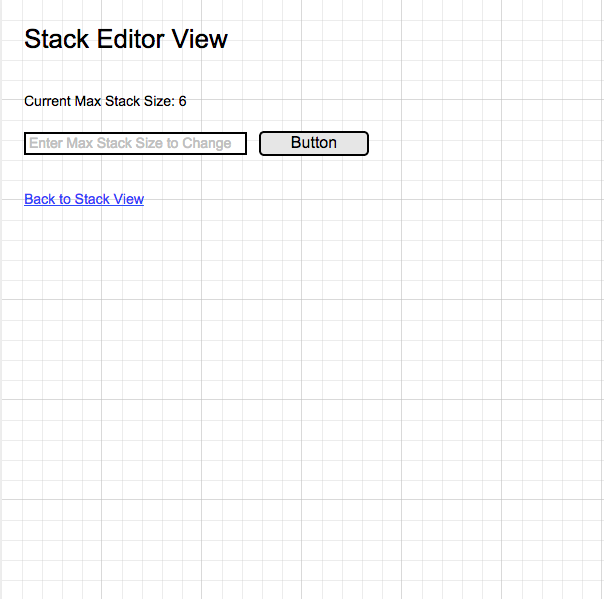 Stack Editor View
Current Max Stack Size: 6
Enter Max Stack Size to Change
Button
Back to Stack View